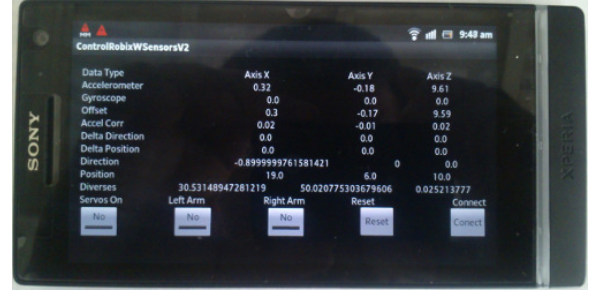 MM
9:48 am
ControlRobixWSensorsV2
Data Type Axis X Axis Y Axis Z
Accelerometer 0.32 -0.18 9.61
Gyroscope 0.0 0.0 0.0
Offset 0.3 -0.17 9.59
Accel Corr 0.02 -0.01 0.02
Delta Direction 0.0 0.0 0.0
Delta Position 0.0 0.0 0.0
Direction -0.8999999761581421 0 0.0
Position 19.0 6.0 10.0
Diverses 30.53148947281219 50.020775303679606 0.025213777
Servos On Left Arm Right Arm Reset Connect
No No No Reset Conect
SONY
XPERIA